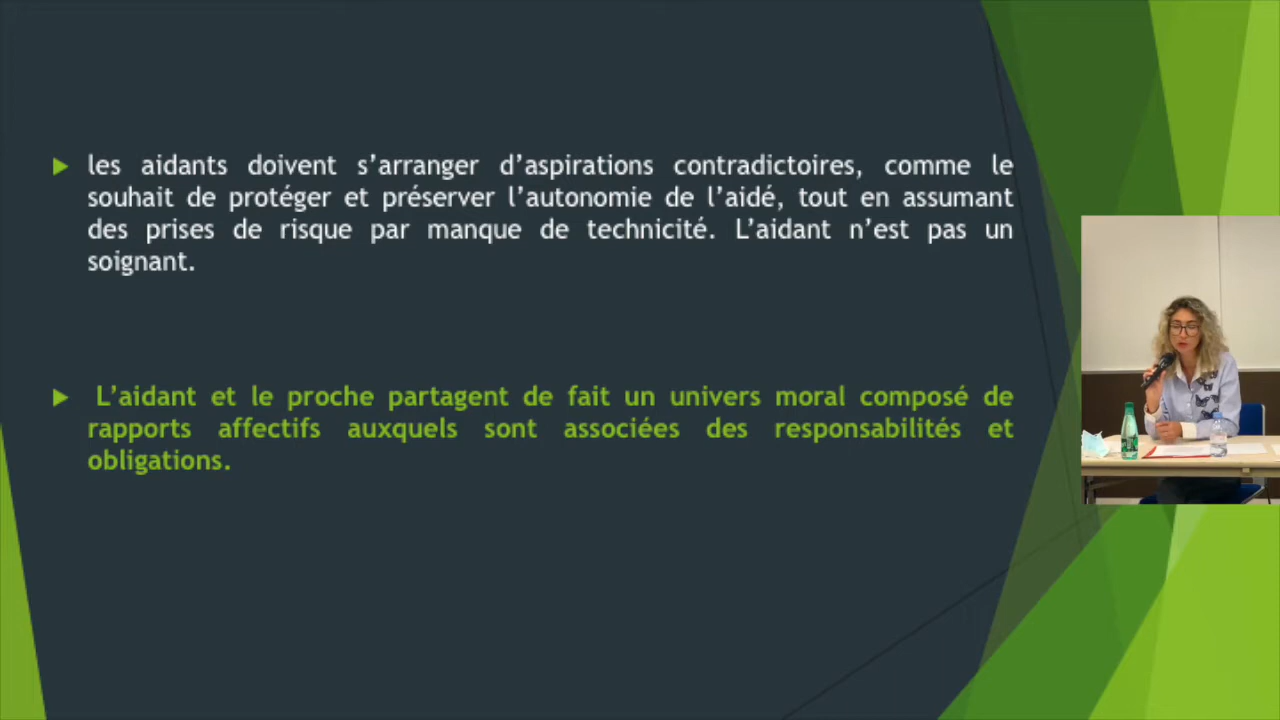 les aidants doivent s’arranger d’aspirations contradictoires, comme le
souhait de protéger et préserver l’autonomie de l’aidé, tout en assumant
des prises de risque par manque de technicité. L’aidant n’est pas un
soignant.
L’aidant et le proche partagent de fait un univers moral composé de
rapports affectifs auxquels sont associées des responsabilités et
obligations.